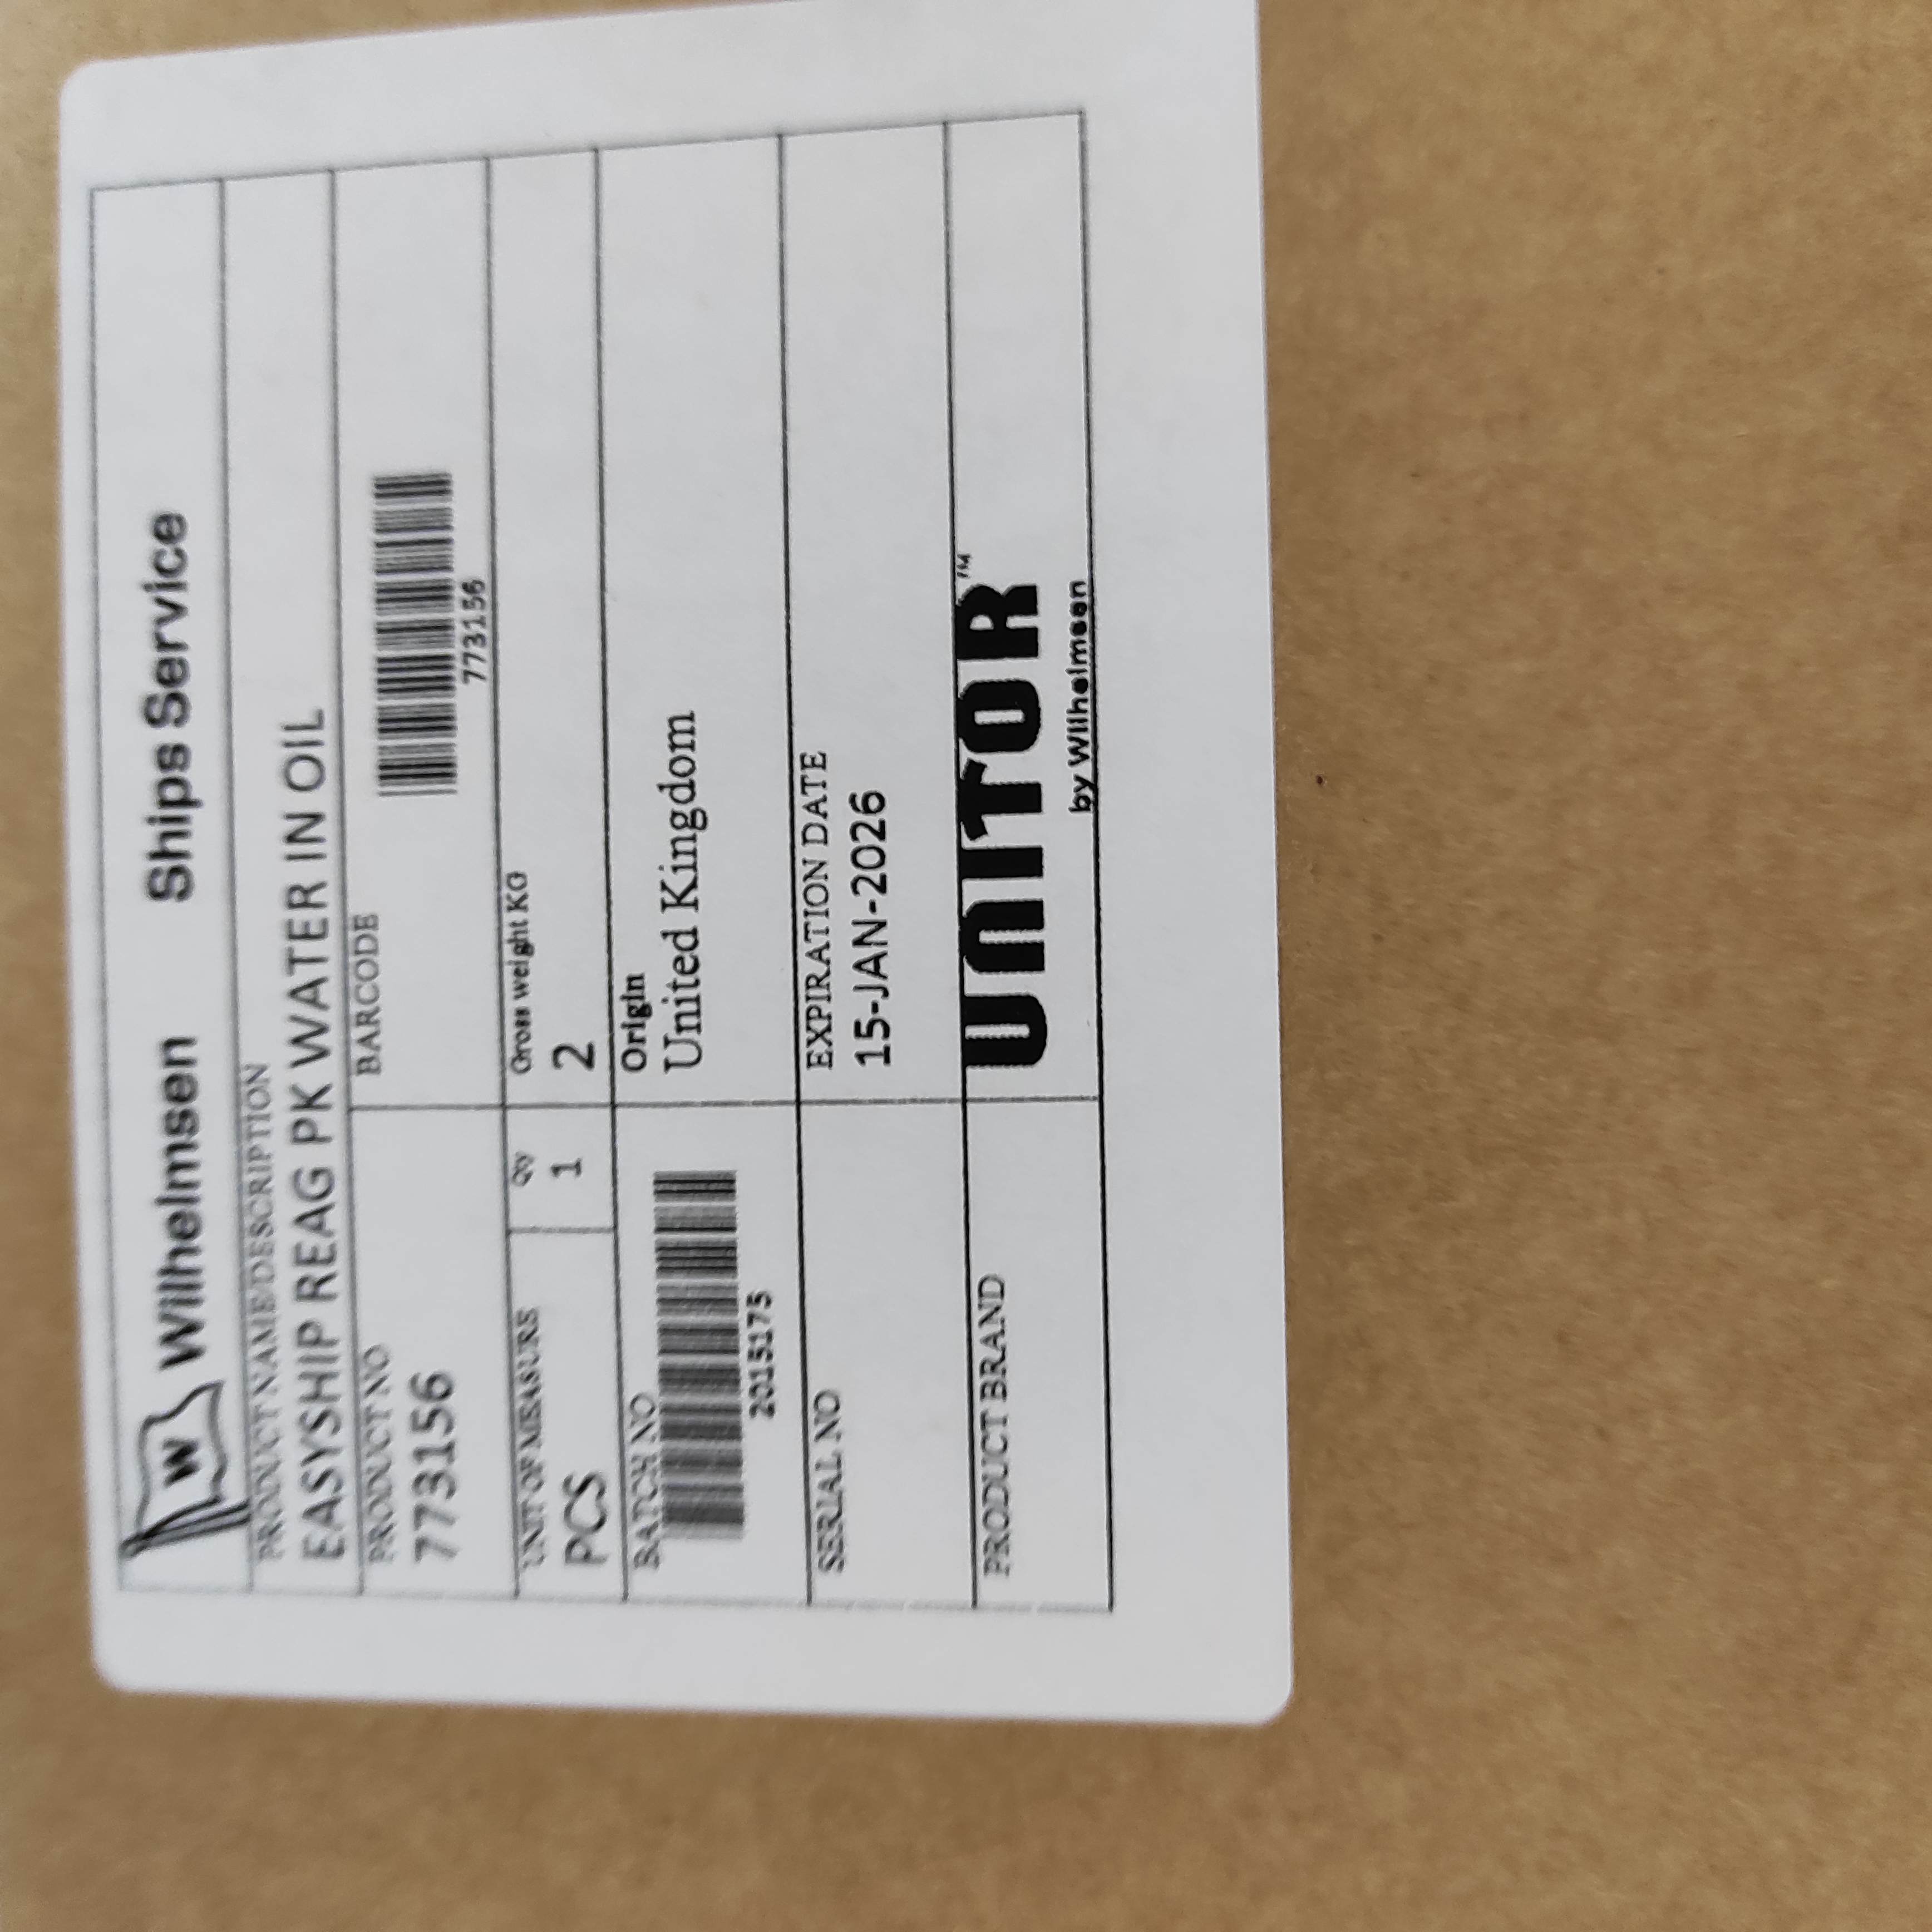 W Wilhelmsen Ships Service
PRODUCT NAME/DESCRIPTION
EASYSHIP REAG PK WATER IN OIL
PRODUCT NO
773156
BARCODE
773156
UNIT OF MEASURS
PCS
QTY
1
Gross weight KG
2
BATCH NO
2015175
Origin
United Kingdom
SERIAL NO
EXPIRATION DATE
15-JAN-2026
PRODUCT BRAND
UNITOR™
by Wilhelmsen